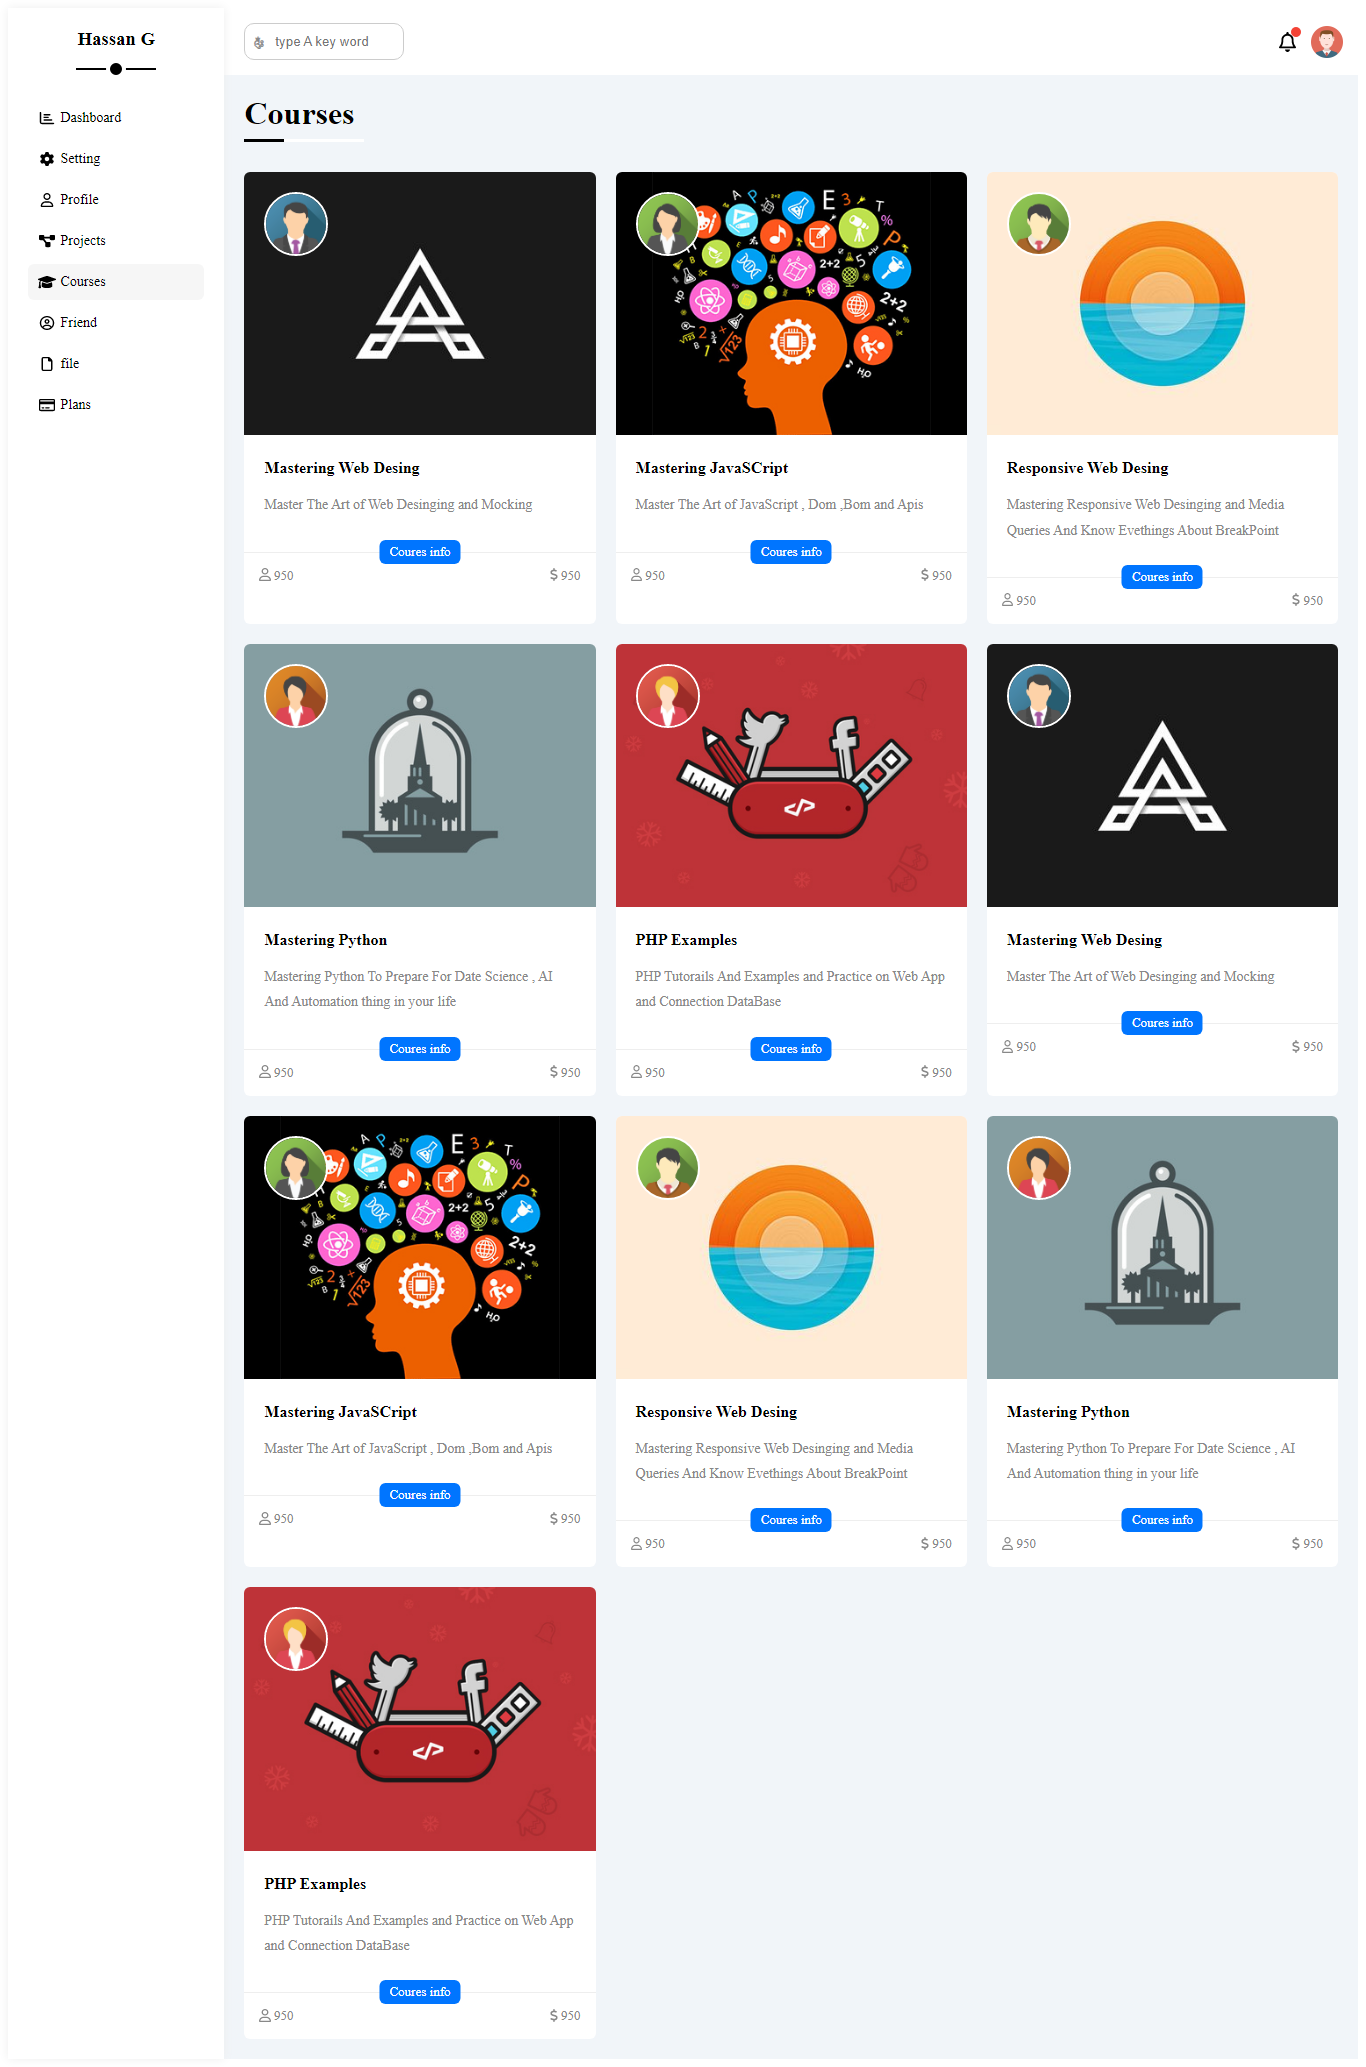 Hassan G
Dashboard
Setting
Profile
Projects
Courses
Friend
file
Plans
type A key word
Courses
Mastering Web Desing
Master The Art of Web Desinging and Mocking
Coures info
950
$ 950
Mastering JavaSCript
Master The Art of JavaScript , Dom ,Bom and Apis
Coures info
950
$ 950
Responsive Web Desing
Mastering Responsive Web Desinging and Media
Queries And Know Evethings About BreakPoint
Coures info
950
$ 950
Mastering Python
Mastering Python To Prepare For Date Science , AI
And Automation thing in your life
Coures info
950
$ 950
PHP Examples
PHP Tutorails And Examples and Practice on Web App
and Connection DataBase
Coures info
950
$ 950
Mastering Web Desing
Master The Art of Web Desinging and Mocking
Coures info
950
$ 950
Mastering JavaSCript
Master The Art of JavaScript , Dom ,Bom and Apis
Coures info
950
$ 950
Responsive Web Desing
Mastering Responsive Web Desinging and Media
Queries And Know Evethings About BreakPoint
Coures info
950
$ 950
Mastering Python
Mastering Python To Prepare For Date Science , AI
And Automation thing in your life
Coures info
950
$ 950
PHP Examples
PHP Tutorails And Examples and Practice on Web App
and Connection DataBase
Coures info
950
$ 950